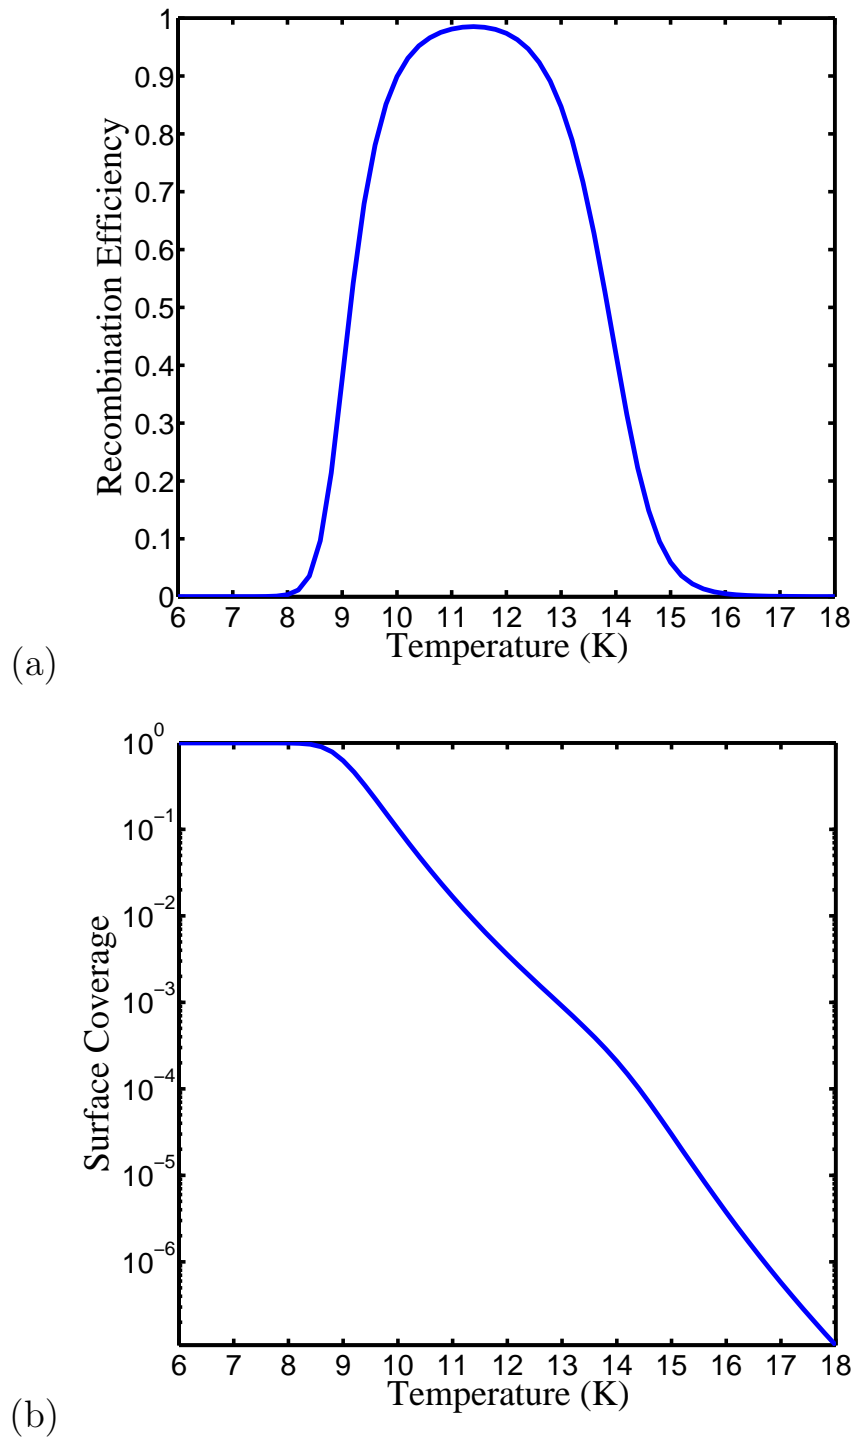 1
0.9
0.8
0.7
0.6
0.5
0.4
0.3
0.2
0.1
0
Recombination Efficiency
6 7 8 9 10 11 12 13 14 15 16 17 18
Temperature (K)
(a)
10⁰
10⁻¹
10⁻²
10⁻³
10⁻⁴
10⁻⁵
10⁻⁶
Surface Coverage
6 7 8 9 10 11 12 13 14 15 16 17 18
Temperature (K)
(b)